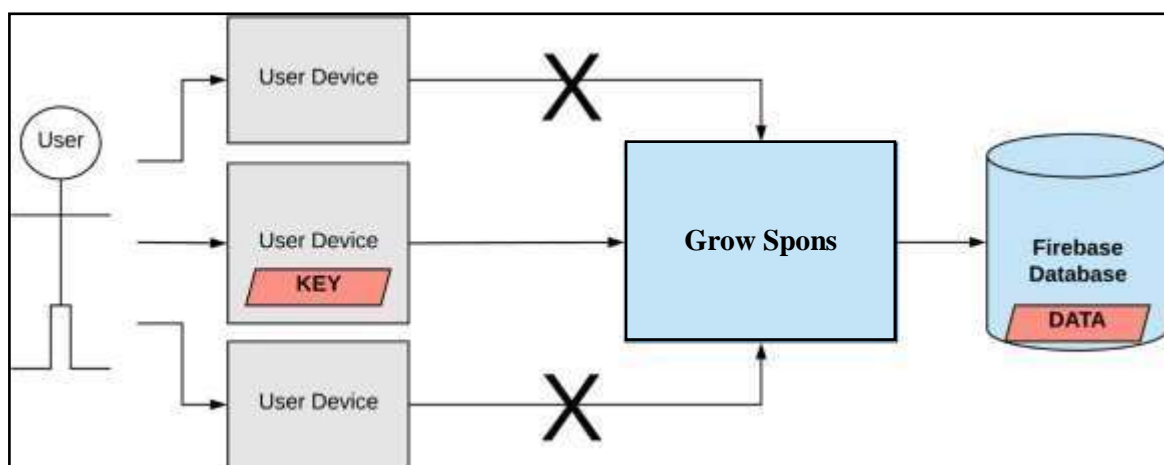 User Device
User
User Device
KEY
Grow Spons
Firebase
Database
DATA
User Device